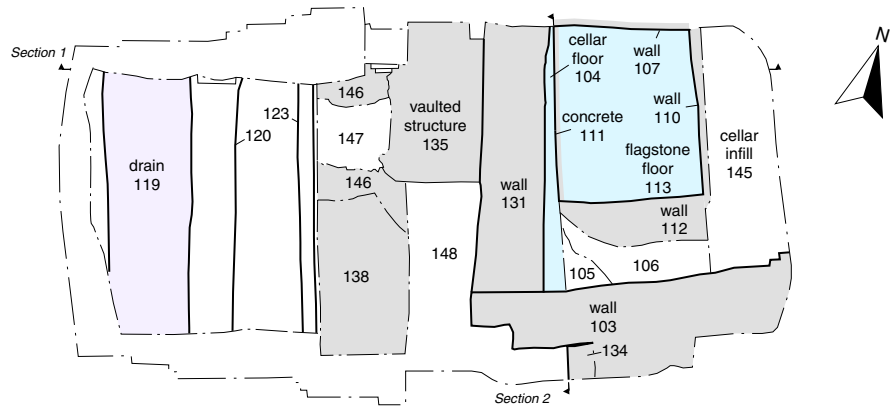 Section 1
N
cellar
floor
104
wall
107
146
123
120
vaulted
structure
135
concrete
111
wall
110
147
cellar
infill
145
drain
119
flagstone
floor
113
146
wall
131
wall
112
148
138
105
106
wall
103
134
Section 2